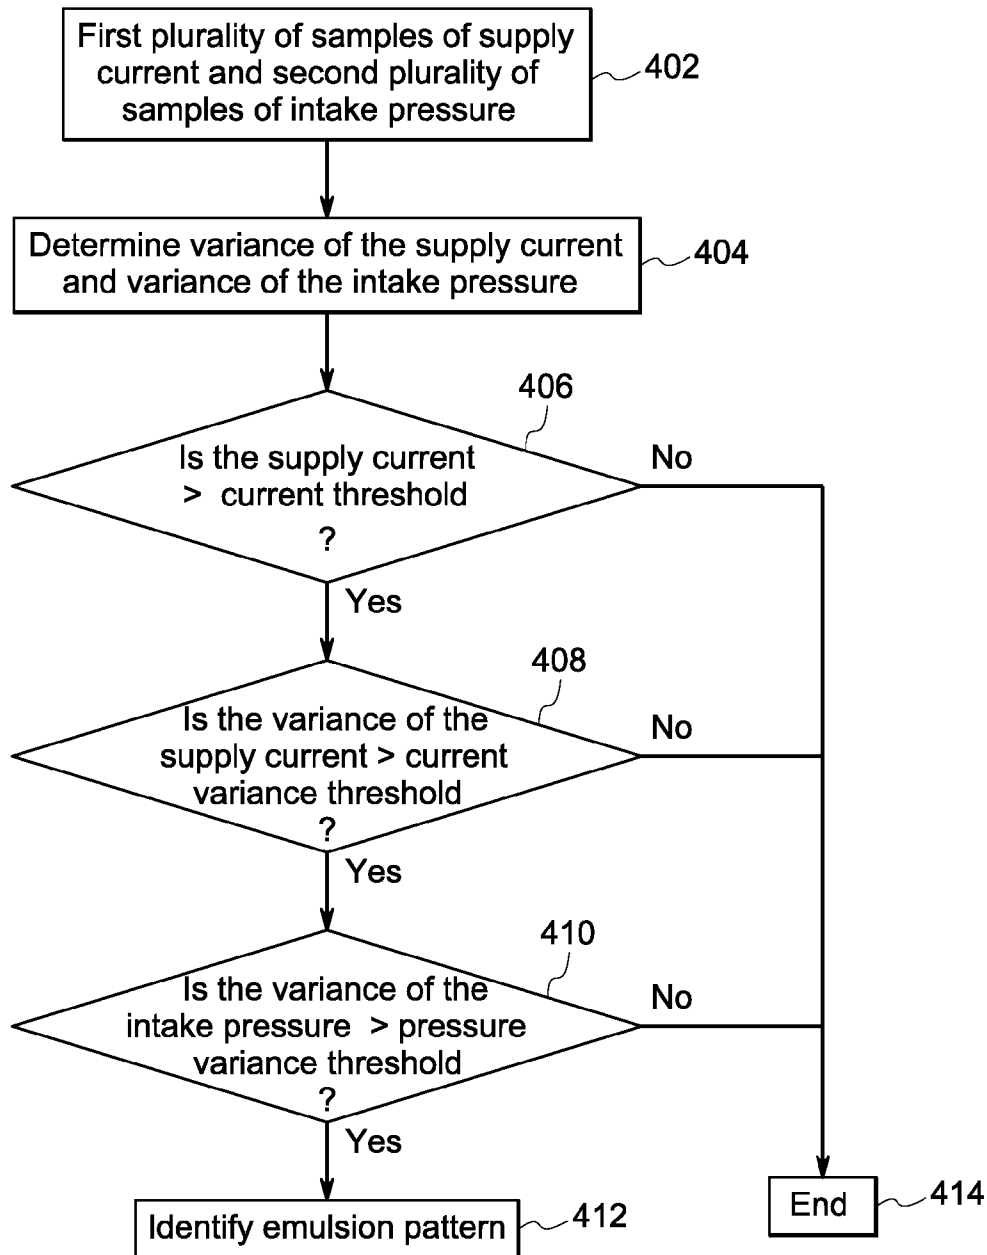 First plurality of samples of supply
current and second plurality of
samples of intake pressure
402
Determine variance of the supply current
and variance of the intake pressure
404
406
Is the supply current
> current threshold
?
No
Yes
408
Is the variance of the
supply current > current
variance threshold
?
No
Yes
410
Is the variance of the
intake pressure > pressure
variance threshold
?
No
Yes
Identify emulsion pattern
412
End
414